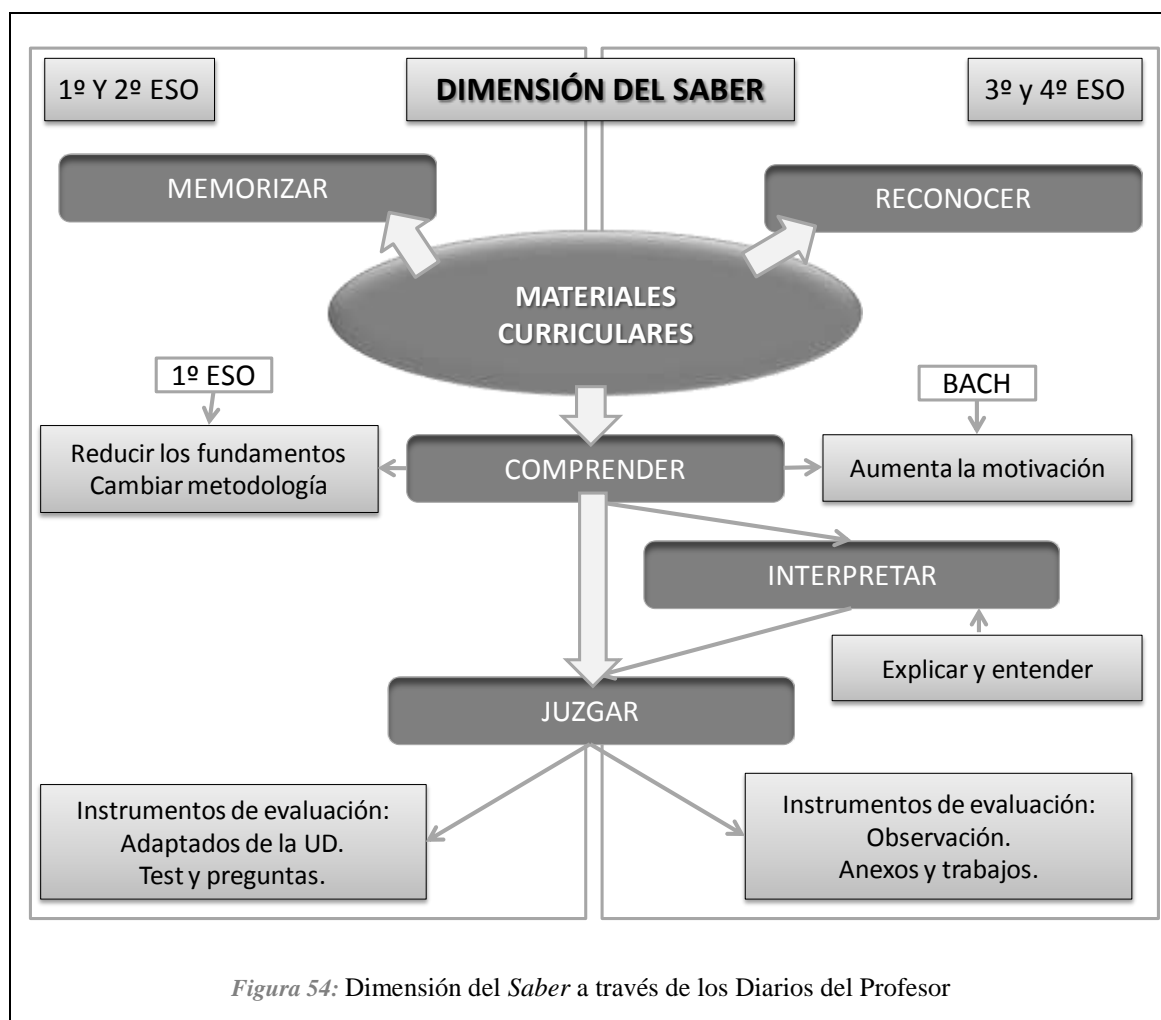 1º Y 2º ESO
DIMENSIÓN DEL SABER
3º y 4º ESO
MEMORIZAR
RECONOCER
MATERIALES
CURRICULARES
1º ESO
BACH
Reducir los fundamentos
Cambiar metodología
COMPRENDER
Aumenta la motivación
INTERPRETAR
Explicar y entender
JUZGAR
Instrumentos de evaluación:
Adaptados de la UD.
Test y preguntas.
Instrumentos de evaluación:
Observación.
Anexos y trabajos.
Figura 54: Dimensión del Saber a través de los Diarios del Profesor